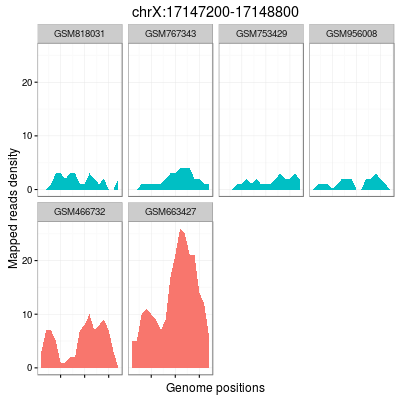 chrX:17147200-17148800
GSM818031 GSM767343 GSM753429 GSM956008
20
10
0
GSM466732 GSM663427
20
10
0
Mapped reads density
Genome positions